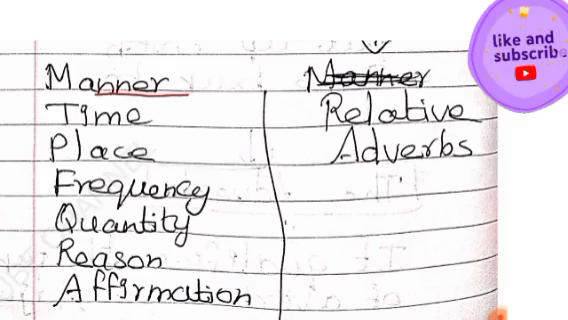 Manner
Time
Place
Frequency
Quantity
Reason
Affirmation
Manner
Relative
Adverbs
like and
subscribe